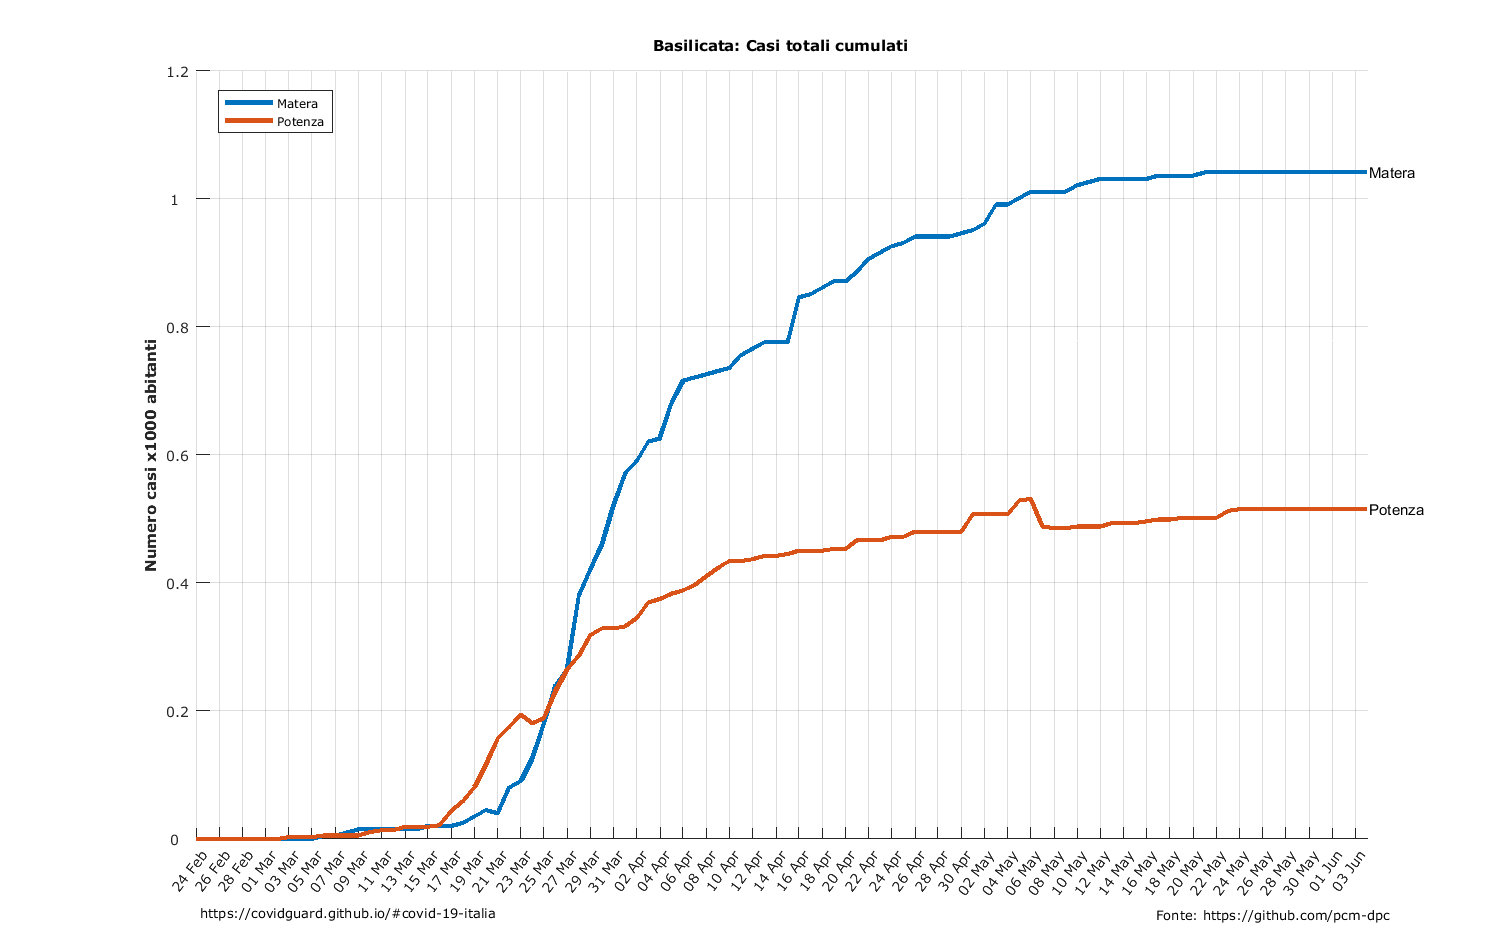 Basilicata: Casi totali cumulati
Matera
Potenza
Numero casi x1000 abitanti
1.2
1
0.8
0.6
0.4
0.2
0
Matera
Potenza
24 Feb
26 Feb
28 Feb
01 Mar
03 Mar
05 Mar
07 Mar
09 Mar
11 Mar
13 Mar
15 Mar
17 Mar
19 Mar
21 Mar
23 Mar
25 Mar
27 Mar
29 Mar
31 Mar
02 Apr
04 Apr
06 Apr
08 Apr
10 Apr
12 Apr
14 Apr
16 Apr
18 Apr
20 Apr
22 Apr
24 Apr
26 Apr
28 Apr
30 Apr
02 May
04 May
06 May
08 May
10 May
12 May
14 May
16 May
18 May
20 May
22 May
24 May
26 May
28 May
30 May
01 Jun
03 Jun
https://covidguard.github.io/#covid-19-italia
Fonte: https://github.com/pcm-dpc